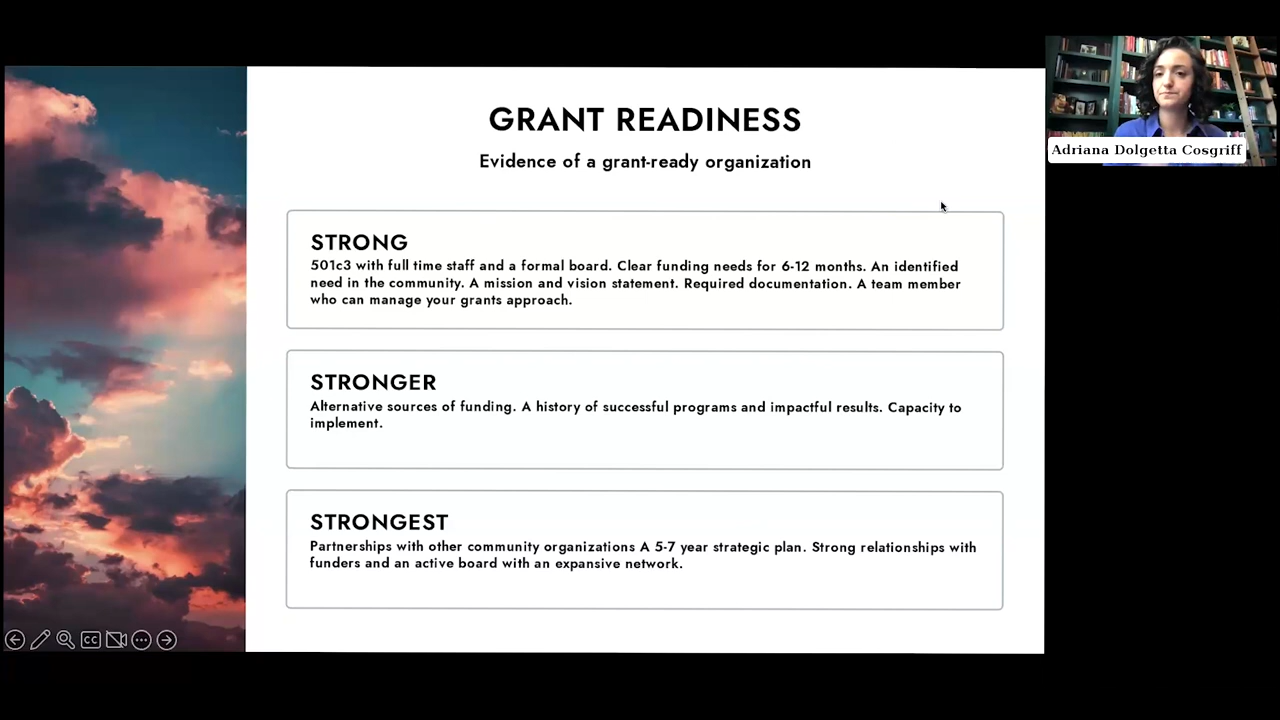 GRANT READINESS
Evidence of a grant-ready organization
STRONG
501c3 with full time staff and a formal board. Clear funding needs for 6-12 months. An identified
need in the community. A mission and vision statement. Required documentation. A team member
who can manage your grants approach.
STRONGER
Alternative sources of funding. A history of successful programs and impactful results. Capacity to
implement.
STRONGEST
Partnerships with other community organizations A 5-7 year strategic plan. Strong relationships with
funders and an active board with an expansive network.
Adriana Dolgetta Cosgriff
CC